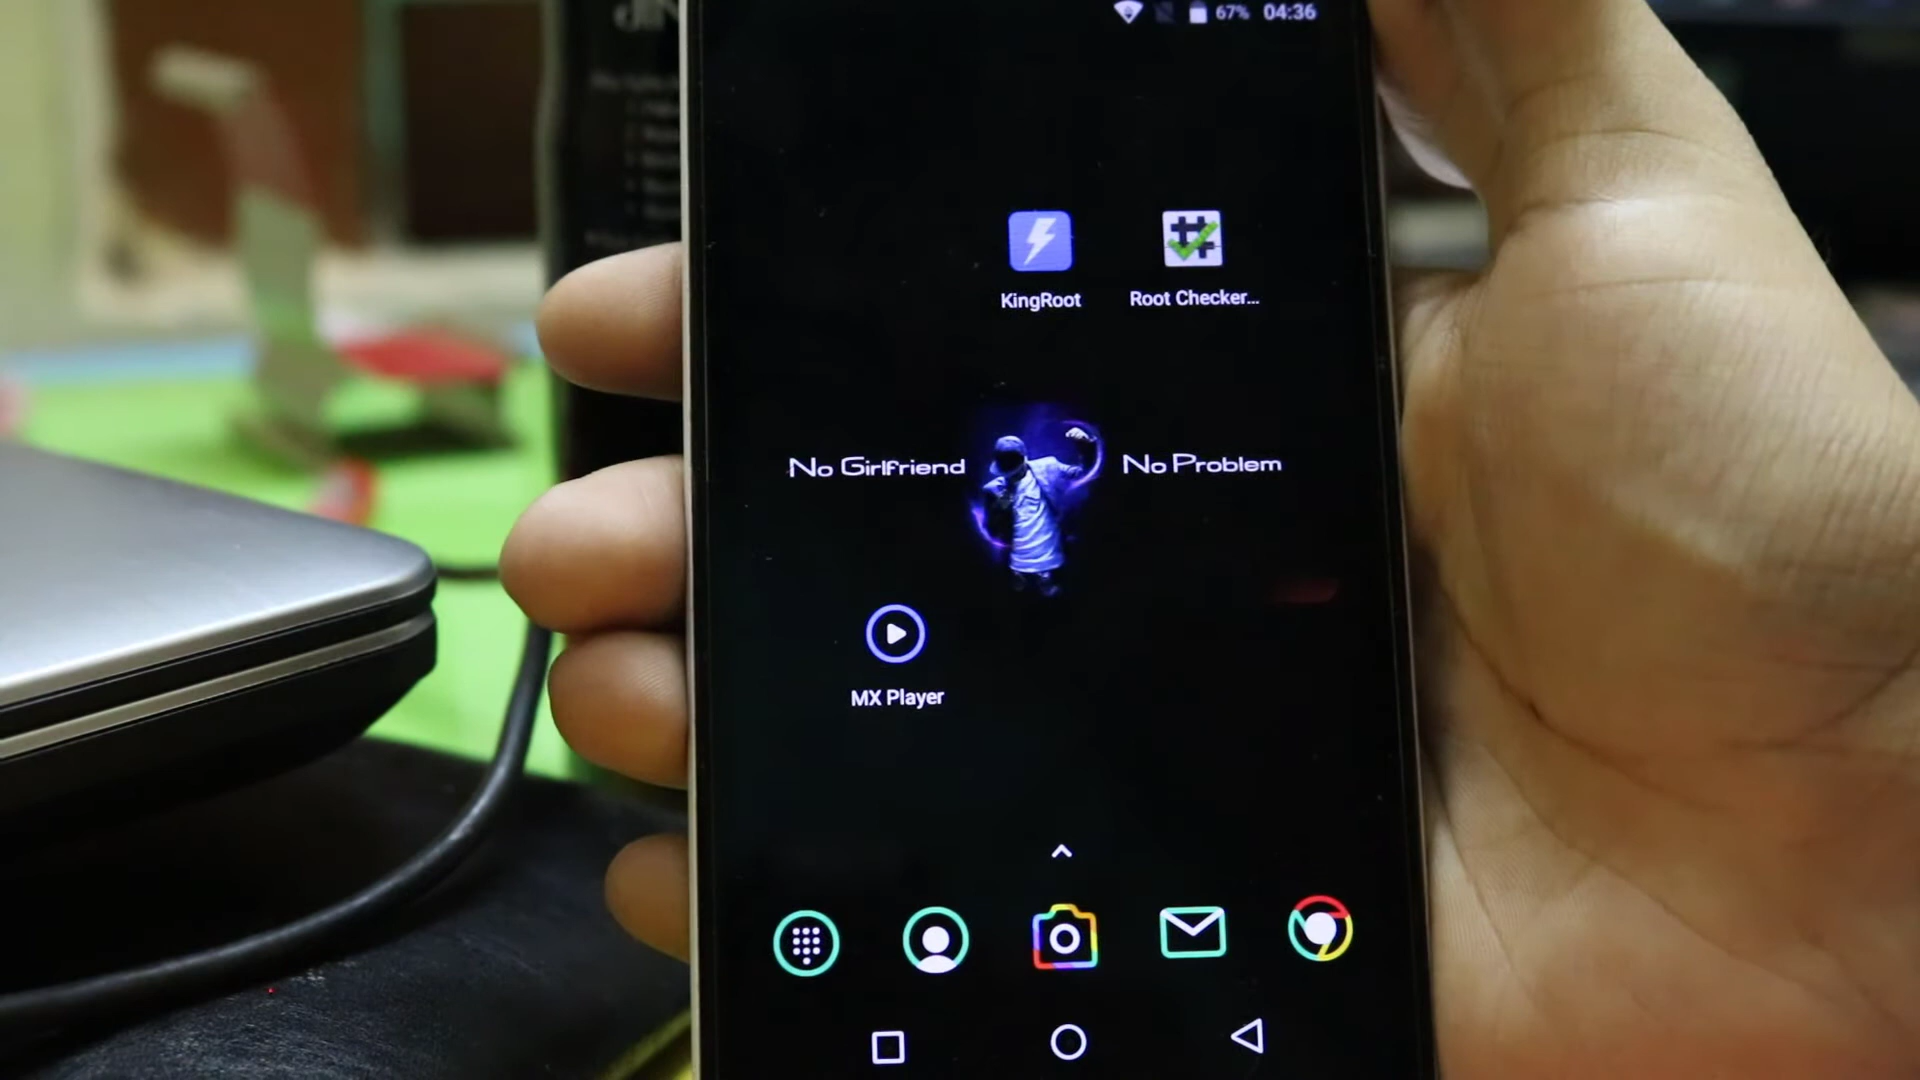 67% 04:36
KingRoot
Root Checker...
No Girlfriend No Problem
MX Player